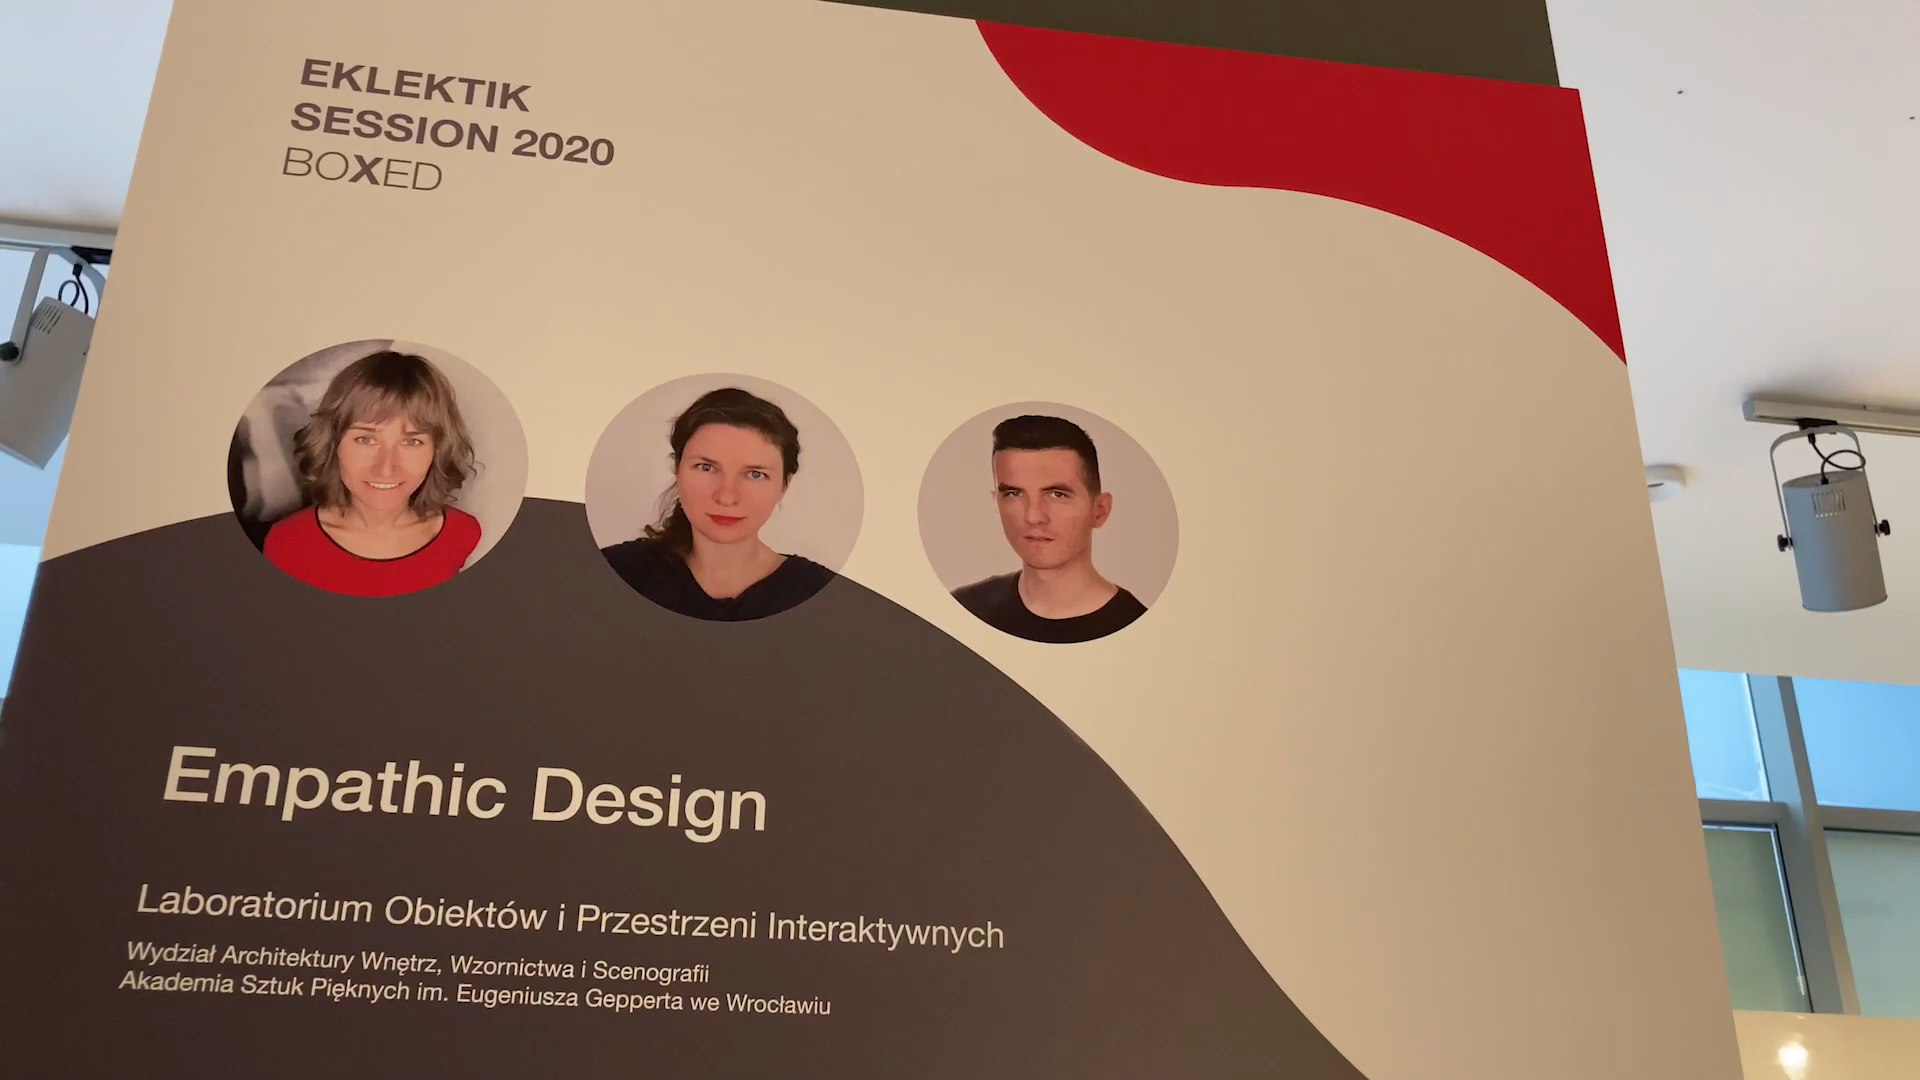 EKLEKTIK
SESSION 2020
BOXED
Empathic Design
Laboratorium Obiektów i Przestrzeni Interaktywnych
Wydział Architektury Wnętrz, Wzornictwa i Scenografii
Akademia Sztuk Pięknych im. Eugeniusza Gepperta we Wrocławiu